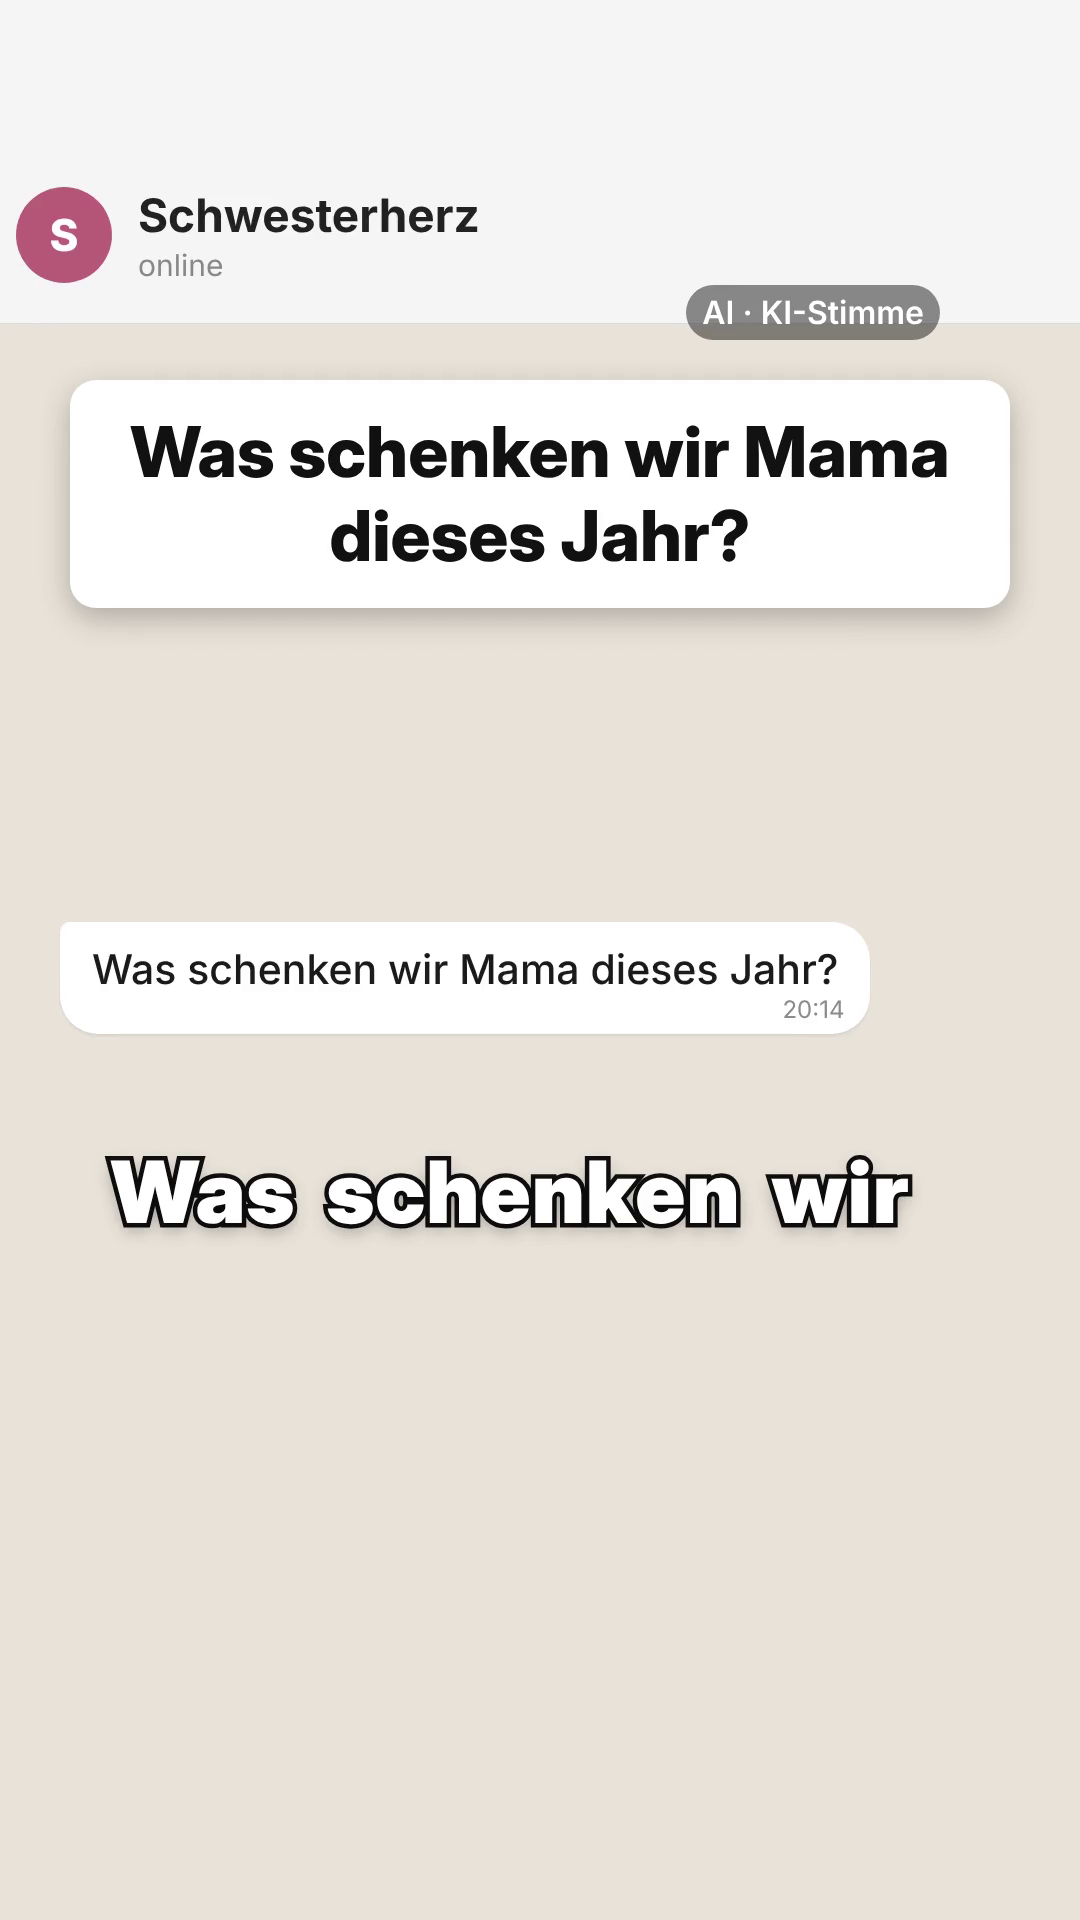 S
Schwesterherz
online
AI · KI-Stimme
Was schenken wir Mama
dieses Jahr?
Was schenken wir Mama dieses Jahr?
20:14
Was schenken wir